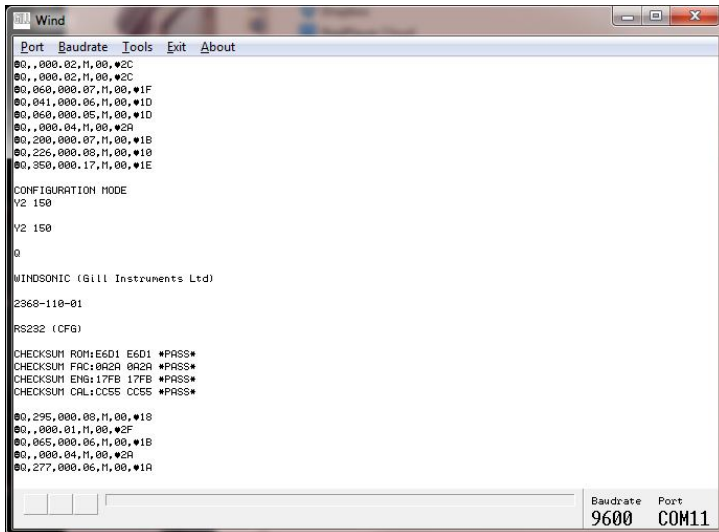 Wind
Port Baudrate Tools Exit About
☻Q,,000.02,M,00,♥2C
☻Q,,000.02,M,00,♥2C
☻Q,060,000.07,M,00,♥1F
☻Q,041,000.06,M,00,♥1D
☻Q,060,000.05,M,00,♥1D
☻Q,,000.04,M,00,♥2A
☻Q,200,000.07,M,00,♥1B
☻Q,226,000.08,M,00,♥10
☻Q,350,000.17,M,00,♥1E
CONFIGURATION MODE
Y2 150
Y2 150
Q
WINDSONIC (Gill Instruments Ltd)
2368-110-01
RS232 (CFG)
CHECKSUM ROM:E6D1 E6D1 *PASS*
CHECKSUM FAC:0A2A 0A2A *PASS*
CHECKSUM ENG:17FB 17FB *PASS*
CHECKSUM CAL:CC55 CC55 *PASS*
☻Q,295,000.08,M,00,♥18
☻Q,,000.01,M,00,♥2F
☻Q,065,000.06,M,00,♥1B
☻Q,,000.04,M,00,♥2A
☻Q,277,000.06,M,00,♥1A
Baudrate Port
9600 COM11